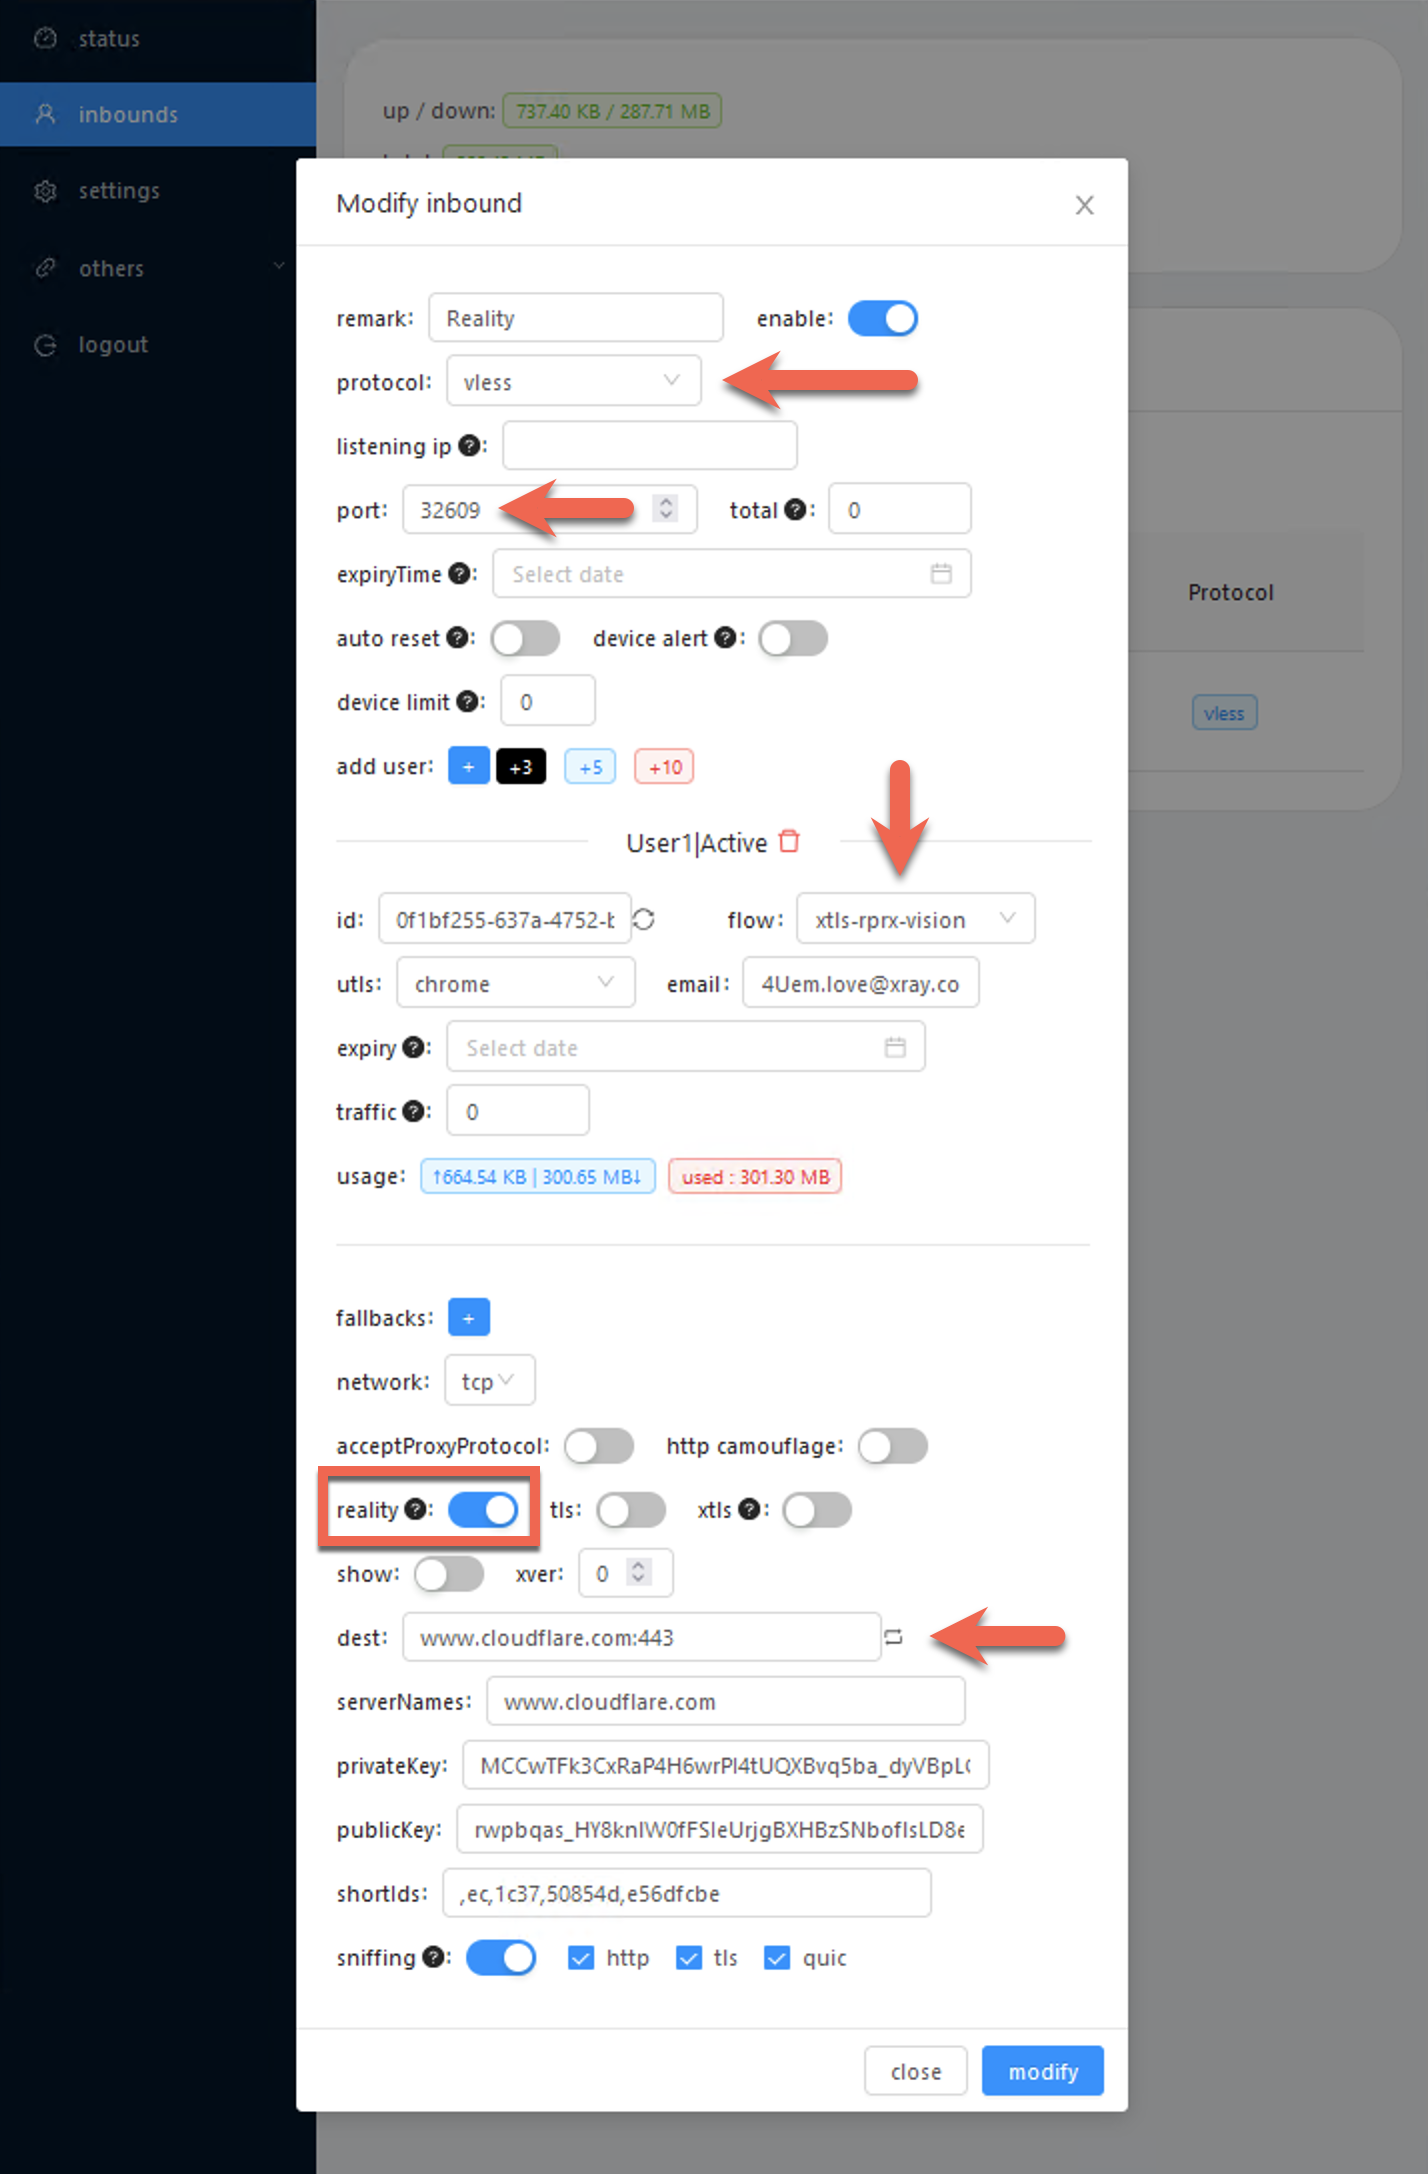 status
inbounds
settings
others
logout
up / down: 737.40 KB / 287.71 MB
Modify inbound
remark: Reality enable:
protocol: vless
listening ip ?:
port: 32609 total ?: 0
expiryTime ?: Select date
Protocol
auto reset ?: device alert ?:
device limit ?: 0
vless
add user: + +3 +5 +10
User1|Active
id: 0f1bf255-637a-4752-b flow: xtls-rprx-vision
utls: chrome email: 4Uem.love@xray.co
expiry ?: Select date
traffic ?: 0
usage: ↑664.54 KB | 300.65 MB↓ used : 301.30 MB
fallbacks: +
network: tcp
acceptProxyProtocol: http camouflage:
reality ?: tls: xtls ?:
show: xver: 0
dest: www.cloudflare.com:443
serverNames: www.cloudflare.com
privateKey: MCCwTFk3CxRaP4H6wrPl4tUQXBvq5ba_dyVBpL
publicKey: rwpbqas_HY8knIW0fFSIeUrjgBXHBzSNbofIsLD8e
shortIds: ,ec,1c37,50854d,e56dfcbe
sniffing ?: http tls quic
close modify